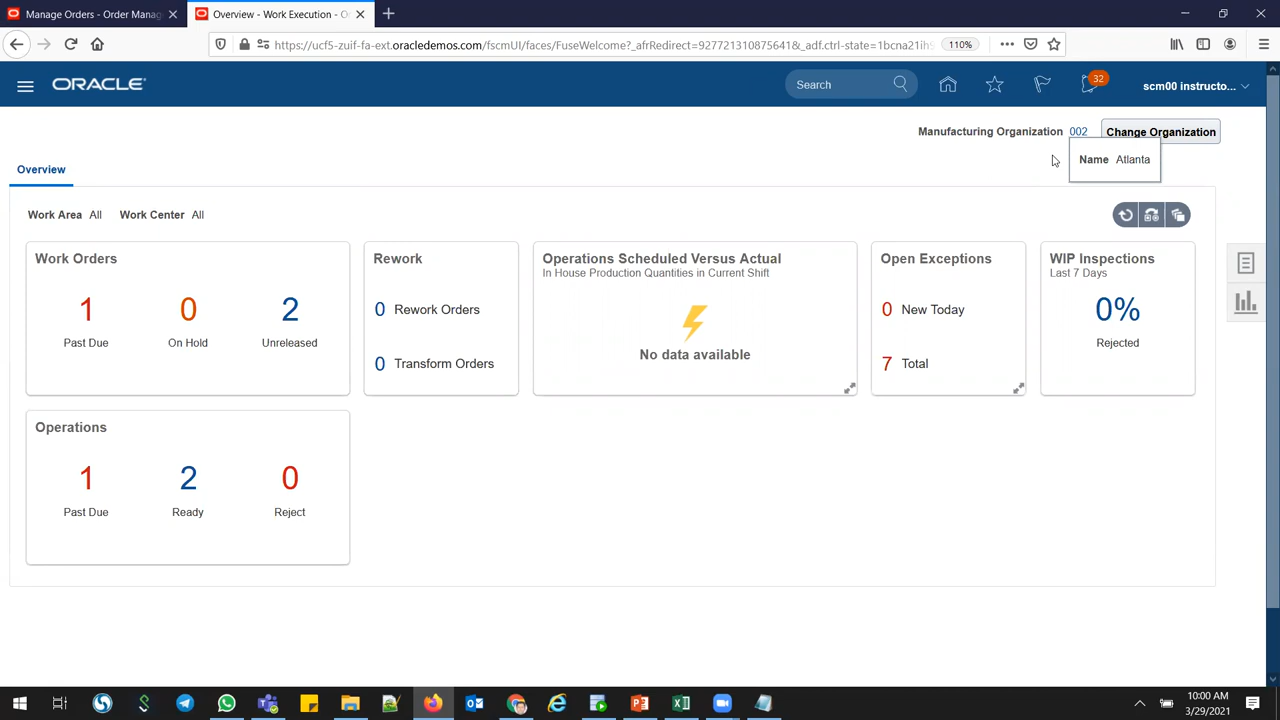 Manage Orders - Order Manag
Overview - Work Execution - O
https://ucf5-zuif-fa-ext.oracledemos.com/fscmUI/faces/FuseWelcome?_afrRedirect=927721310875641&_adf.ctrl-state=1bcna21ih
110%
ORACLE
Search
32
scm00 instructo...
Manufacturing Organization 002 Change Organization
Name Atlanta
Overview
Work Area All Work Center All
Work Orders
1 0 2
Past Due On Hold Unreleased
Rework
0 Rework Orders
0 Transform Orders
Operations Scheduled Versus Actual
In House Production Quantities in Current Shift
No data available
Open Exceptions
0 New Today
7 Total
WIP Inspections
Last 7 Days
0%
Rejected
Operations
1 2 0
Past Due Ready Reject
10:00 AM
3/29/2021